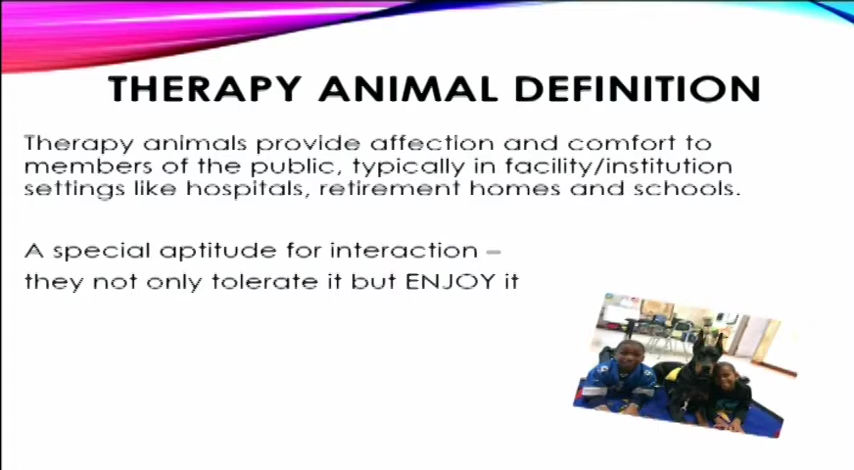 THERAPY ANIMAL DEFINITION
Therapy animals provide affection and comfort to
members of the public, typically in facility/institution
settings like hospitals, retirement homes and schools.
A special aptitude for interaction –
they not only tolerate it but ENJOY it